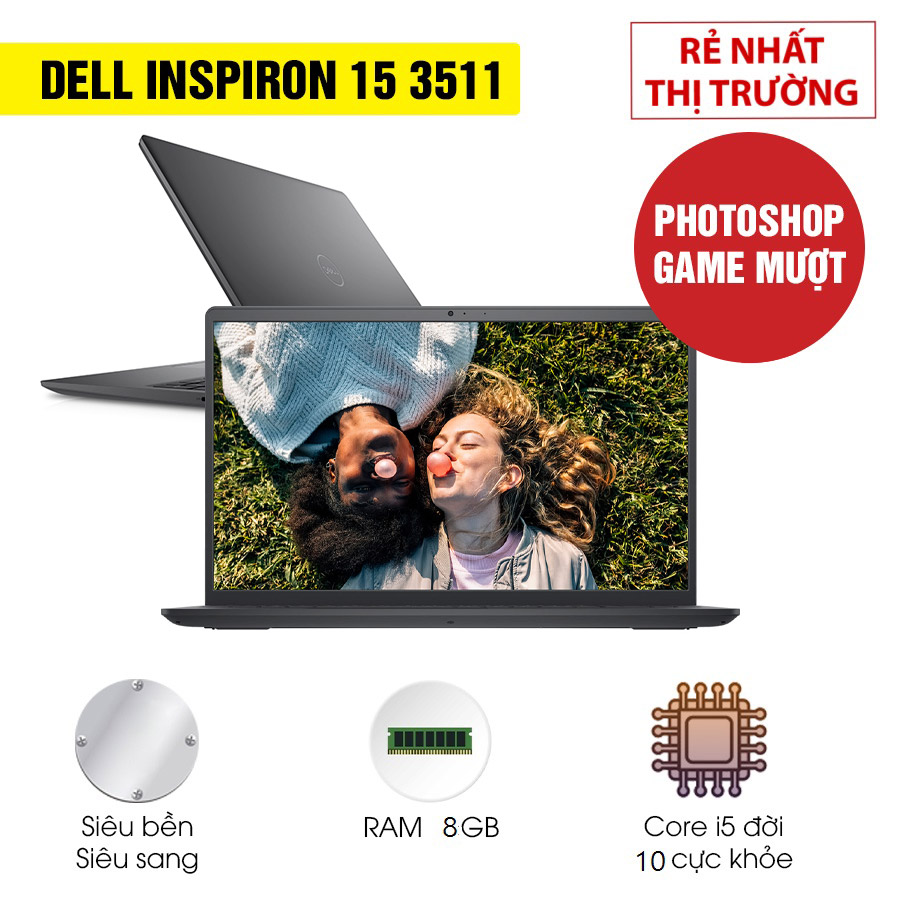 DELL INSPIRON 15 3511
RẺ NHẤT
THỊ TRƯỜNG
PHOTOSHOP
GAME MƯỢT
DELL
Siêu bền
Siêu sang
RAM 8GB
Core i5 đời
10 cực khỏe